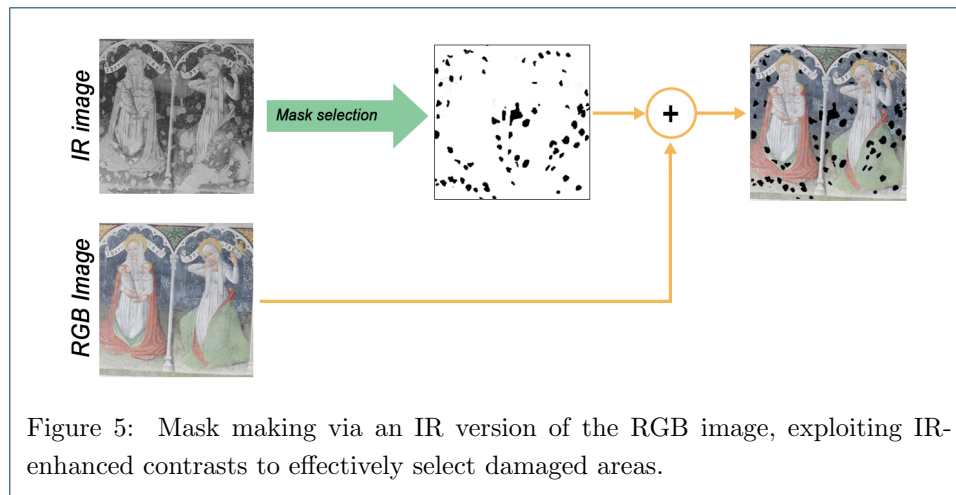 IR image
Mask selection
+
RGB Image
Figure 5: Mask making via an IR version of the RGB image, exploiting IR-
enhanced contrasts to effectively select damaged areas.